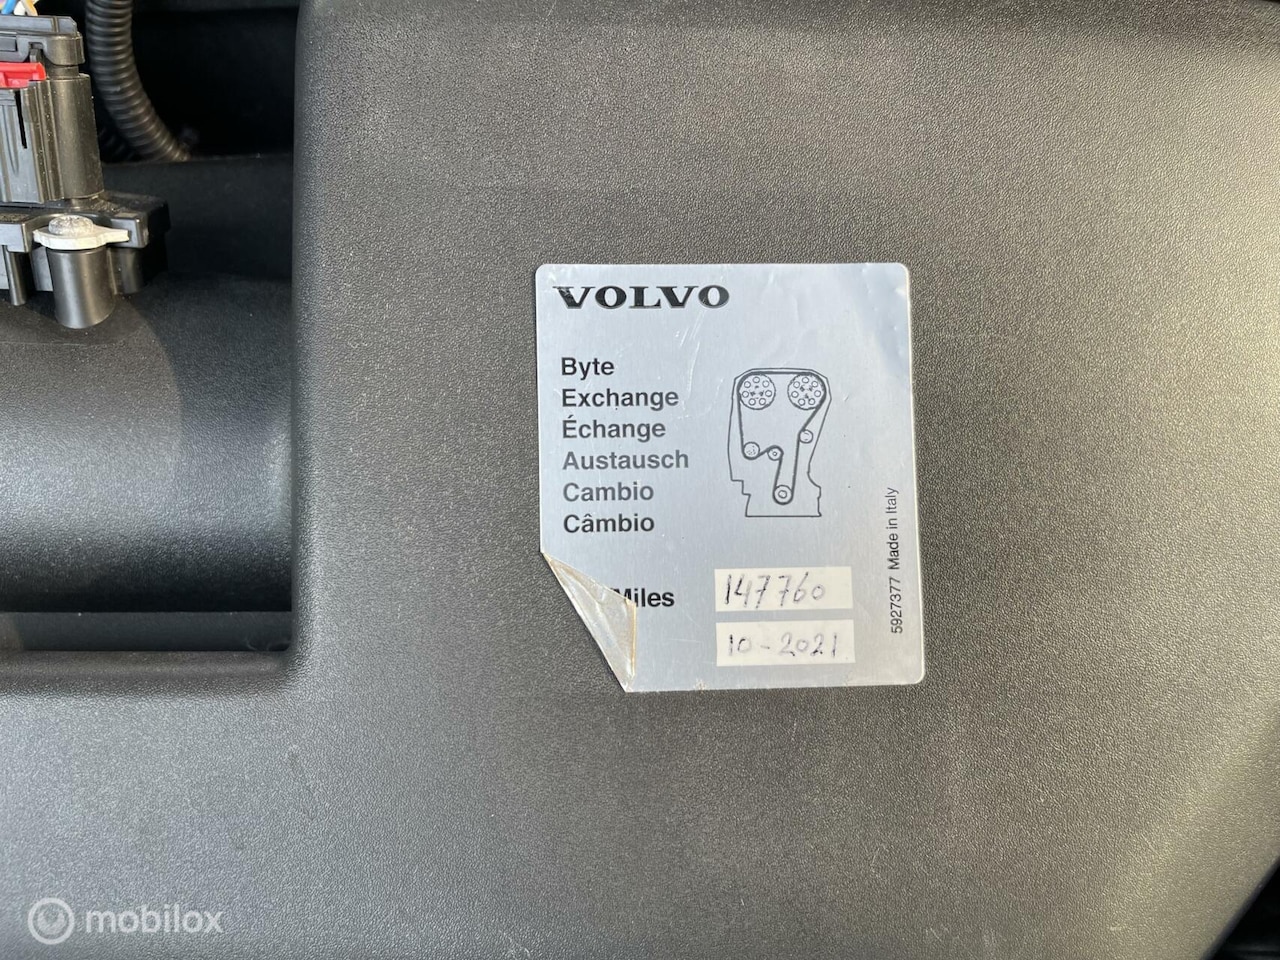 VOLVO
Byte
Exchange
Échange
Austausch
Cambio
Câmbio
Miles
147760
10-2021
5927377 Made in Italy
mobilox